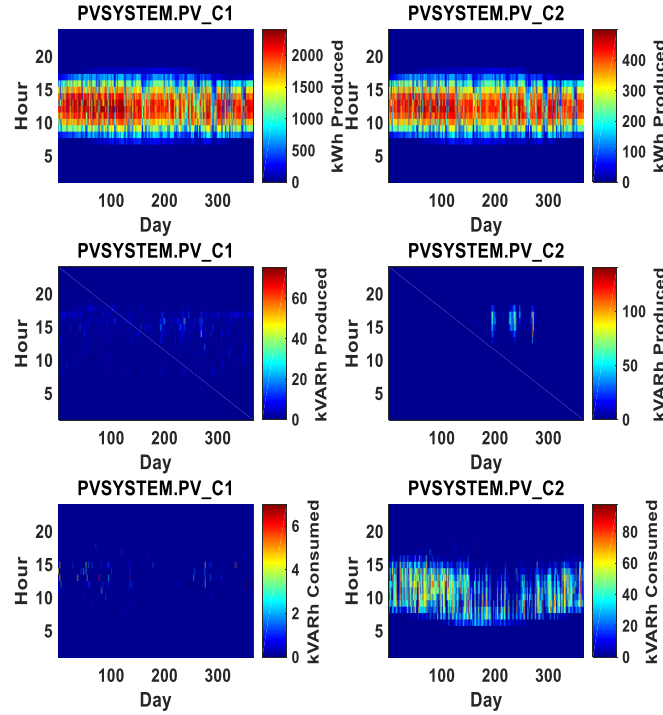 PVSYSTEM.PV_C1
20
15
10
5
Hour
100 200 300
Day
2000
1500
1000
500
0
kWh Produced
PVSYSTEM.PV_C2
20
15
10
5
Hour
100 200 300
Day
400
300
200
100
0
kWh Produced
PVSYSTEM.PV_C1
20
15
10
5
Hour
100 200 300
Day
60
40
20
0
kVARh Produced
PVSYSTEM.PV_C2
20
15
10
5
Hour
100 200 300
Day
100
50
0
kVARh Produced
PVSYSTEM.PV_C1
20
15
10
5
Hour
100 200 300
Day
6
4
2
0
kVARh Consumed
PVSYSTEM.PV_C2
20
15
10
5
Hour
100 200 300
Day
80
60
40
20
0
kVARh Consumed